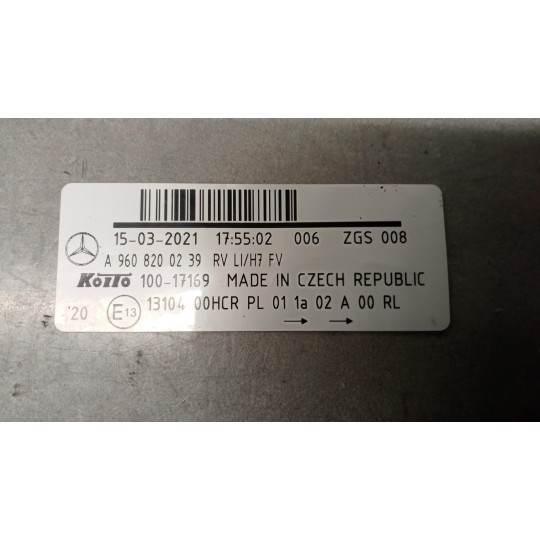 15-03-2021 17:55:02 006 ZGS 008
A 960 820 02 39 RV LI/H7 FV
KOITO 100-17169 MADE IN CZECH REPUBLIC
'20 E13 13104 00HCR PL 01 1a 02 A 00 RL
→ →